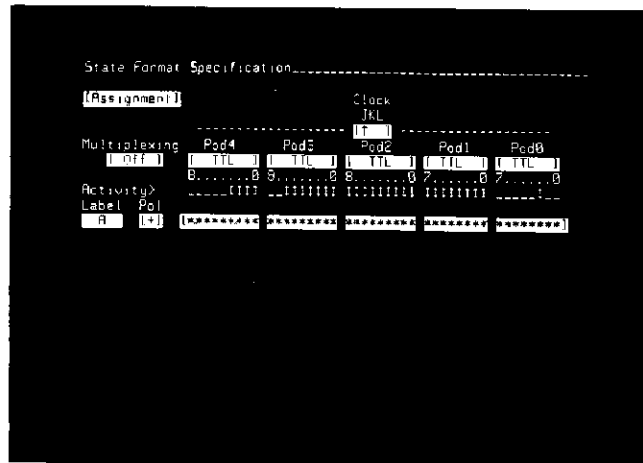 State Format Specification
[Assignment]
Clock
JKL
[↑ ]
Multiplexing Pod4 Pod3 Pod2 Pod1 Pod0
[ Off ] [ TTL ] [ TTL ] [ TTL ] [ TTL ] [ TTL ]
8.......0 8.......0 8.......0 7......0 7......0
Activity>
Label Pol
A [+] [********* ********* ********* ******** ********]